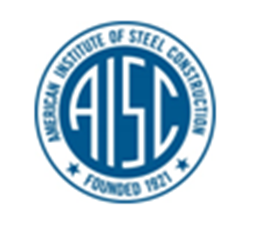 AMERICAN INSTITUTE OF STEEL CONSTRUCTION
AISC
FOUNDED 1921